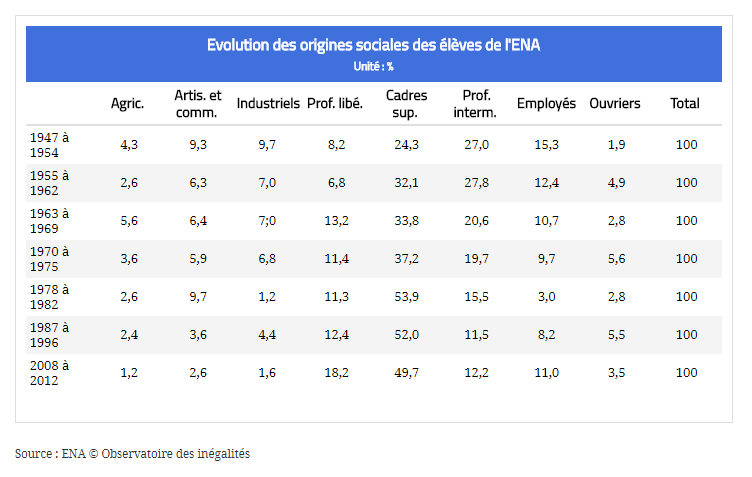 Evolution des origines sociales des élèves de l'ENA
Unité : %
Agric. Artis. et comm. Industriels Prof. libé. Cadres sup. Prof. interm. Employés Ouvriers Total
1947 à 1954 4,3 9,3 9,7 8,2 24,3 27,0 15,3 1,9 100
1955 à 1962 2,6 6,3 7,0 6,8 32,1 27,8 12,4 4,9 100
1963 à 1969 5,6 6,4 7;0 13,2 33,8 20,6 10,7 2,8 100
1970 à 1975 3,6 5,9 6,8 11,4 37,2 19,7 9,7 5,6 100
1978 à 1982 2,6 9,7 1,2 11,3 53,9 15,5 3,0 2,8 100
1987 à 1996 2,4 3,6 4,4 12,4 52,0 11,5 8,2 5,5 100
2008 à 2012 1,2 2,6 1,6 18,2 49,7 12,2 11,0 3,5 100
Source : ENA © Observatoire des inégalités